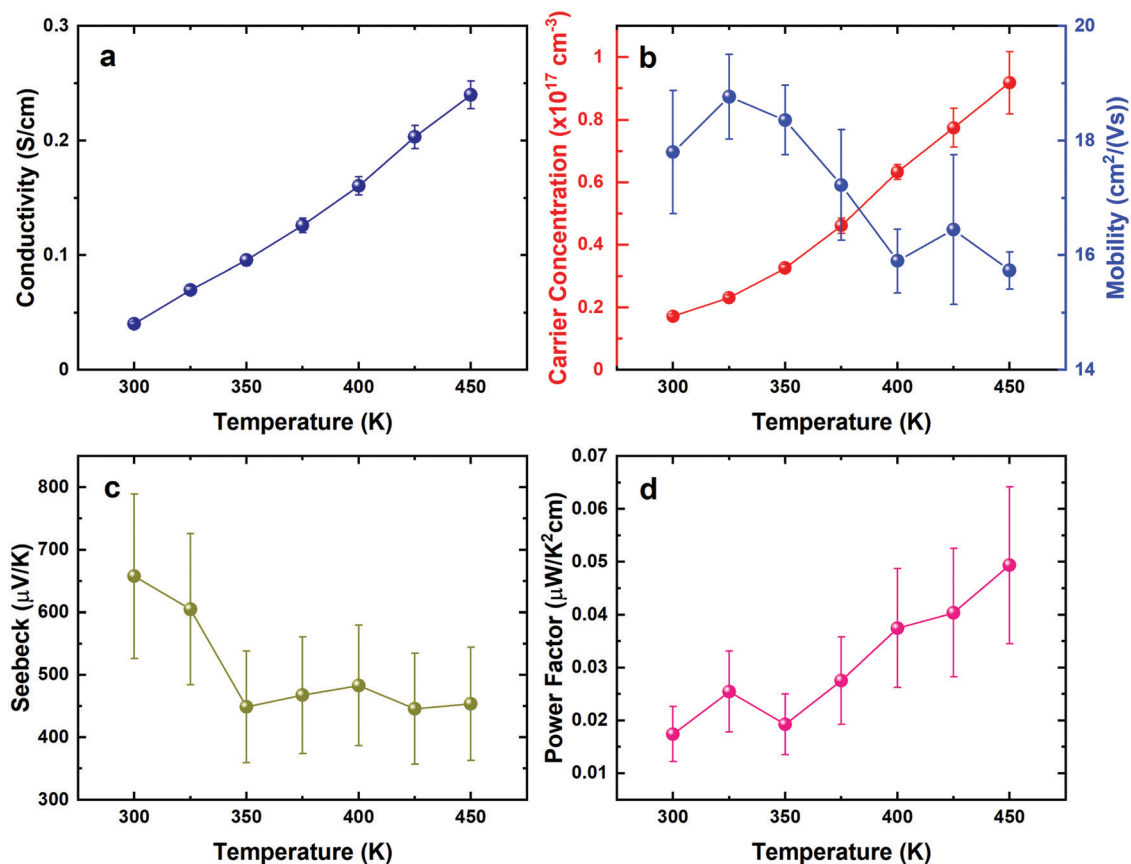 a
Conductivity (S/cm)
0.3
0.2
0.1
0
300 350 400 450
Temperature (K)
b
Carrier Concentration (x10¹⁷ cm⁻³)
1
0.8
0.6
0.4
0.2
0
Mobility (cm²/(Vs))
20
18
16
14
300 350 400 450
Temperature (K)
c
Seebeck (μV/K)
800
700
600
500
400
300
300 350 400 450
Temperature (K)
d
Power Factor (μW/K²cm)
0.07
0.06
0.05
0.04
0.03
0.02
0.01
300 350 400 450
Temperature (K)